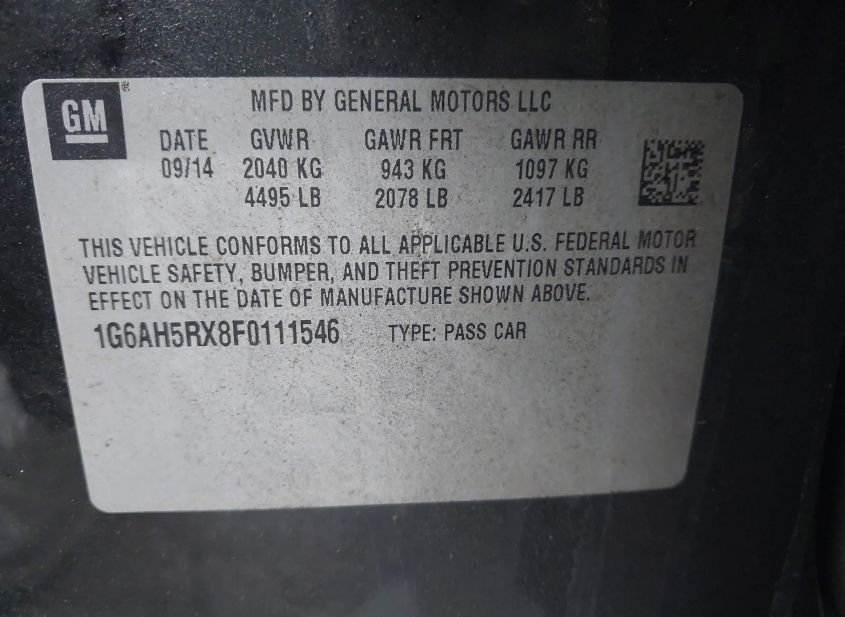 GM®
MFD BY GENERAL MOTORS LLC
DATE GVWR GAWR FRT GAWR RR
09/14 2040 KG 943 KG 1097 KG
4495 LB 2078 LB 2417 LB
THIS VEHICLE CONFORMS TO ALL APPLICABLE U.S. FEDERAL MOTOR
VEHICLE SAFETY, BUMPER, AND THEFT PREVENTION STANDARDS IN
EFFECT ON THE DATE OF MANUFACTURE SHOWN ABOVE.
1G6AH5RX8F0111546 TYPE: PASS CAR